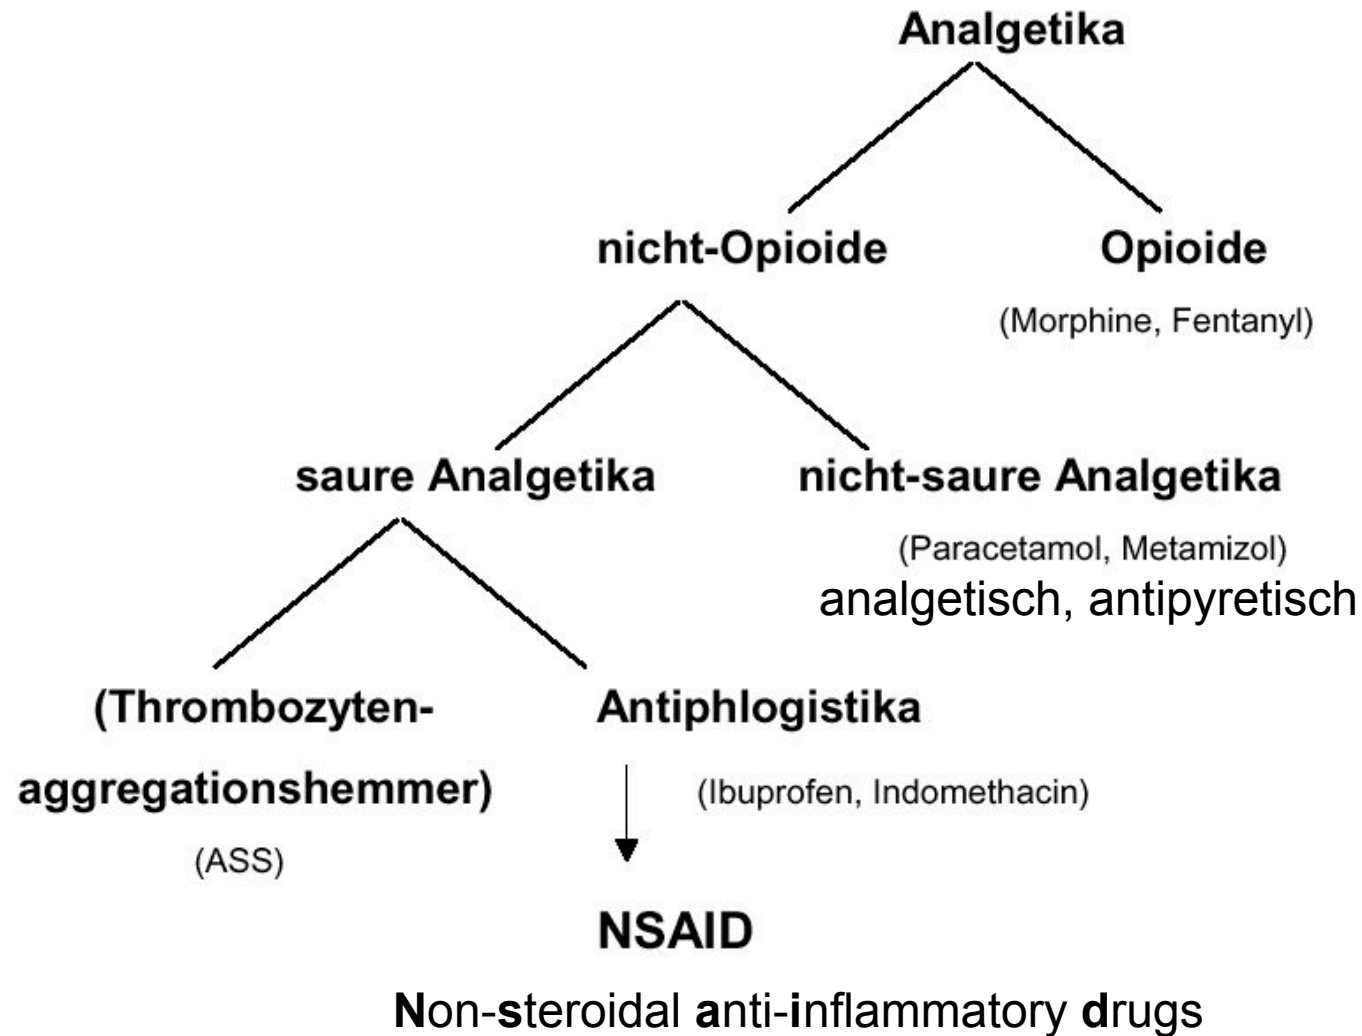 Analgetika
nicht-Opioide
Opioide
(Morphine, Fentanyl)
saure Analgetika
nicht-saure Analgetika
(Paracetamol, Metamizol)
analgetisch, antipyretisch
(Thrombozyten-
aggregationshemmer)
(ASS)
Antiphlogistika
(Ibuprofen, Indomethacin)
NSAID
Non-steroidal anti-inflammatory drugs